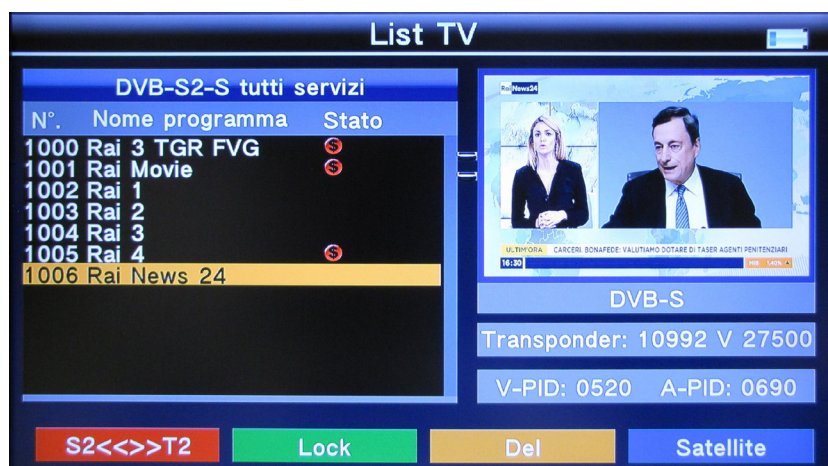 List TV
DVB-S2-S tutti servizi
N°. Nome programma Stato
1000 Rai 3 TGR FVG S
1001 Rai Movie S
1002 Rai 1
1003 Rai 2
1004 Rai 3
1005 Rai 4 S
1006 Rai News 24
Rai News24
ULTIM'ORA CARCERI, BONAFEDE: VALUTIAMO DOTARE DI TASER AGENTI PENITENZIARI
16:30
DVB-S
Transponder: 10992 V 27500
V-PID: 0520 A-PID: 0690
S2<<>>T2 Lock Del Satellite